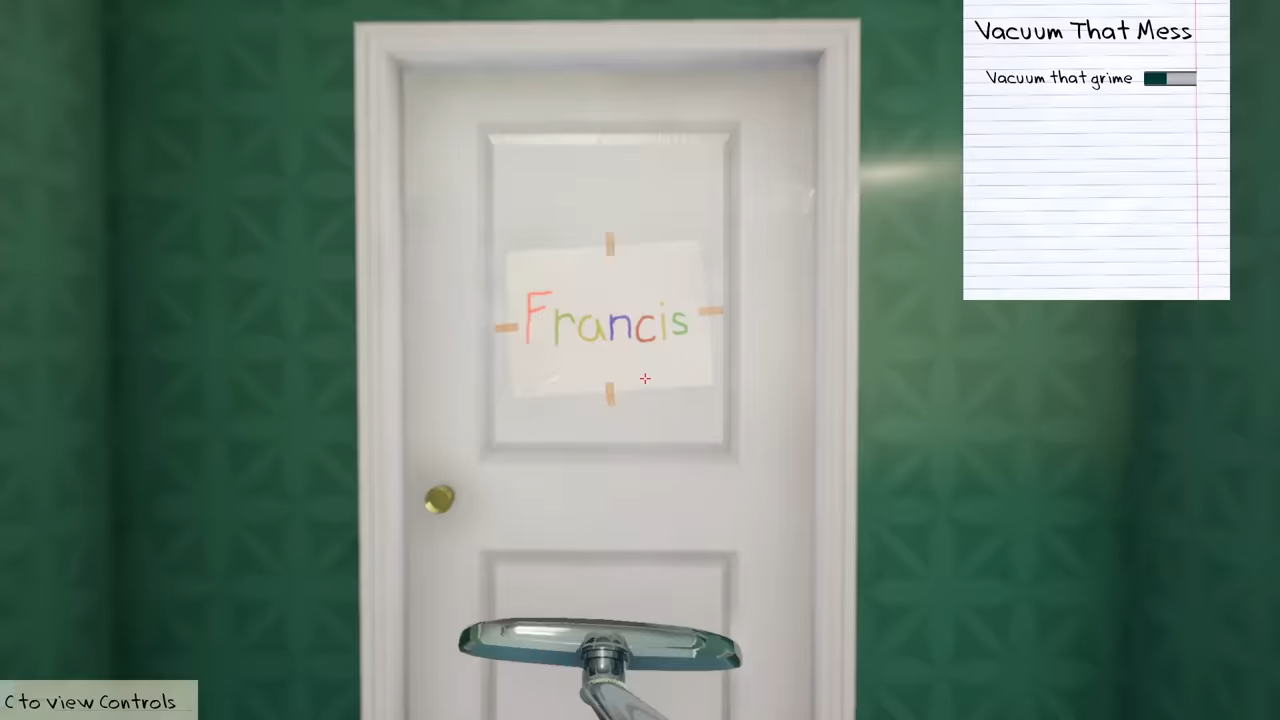 Vacuum That Mess
Vacuum that grime
Francis
C to view Controls